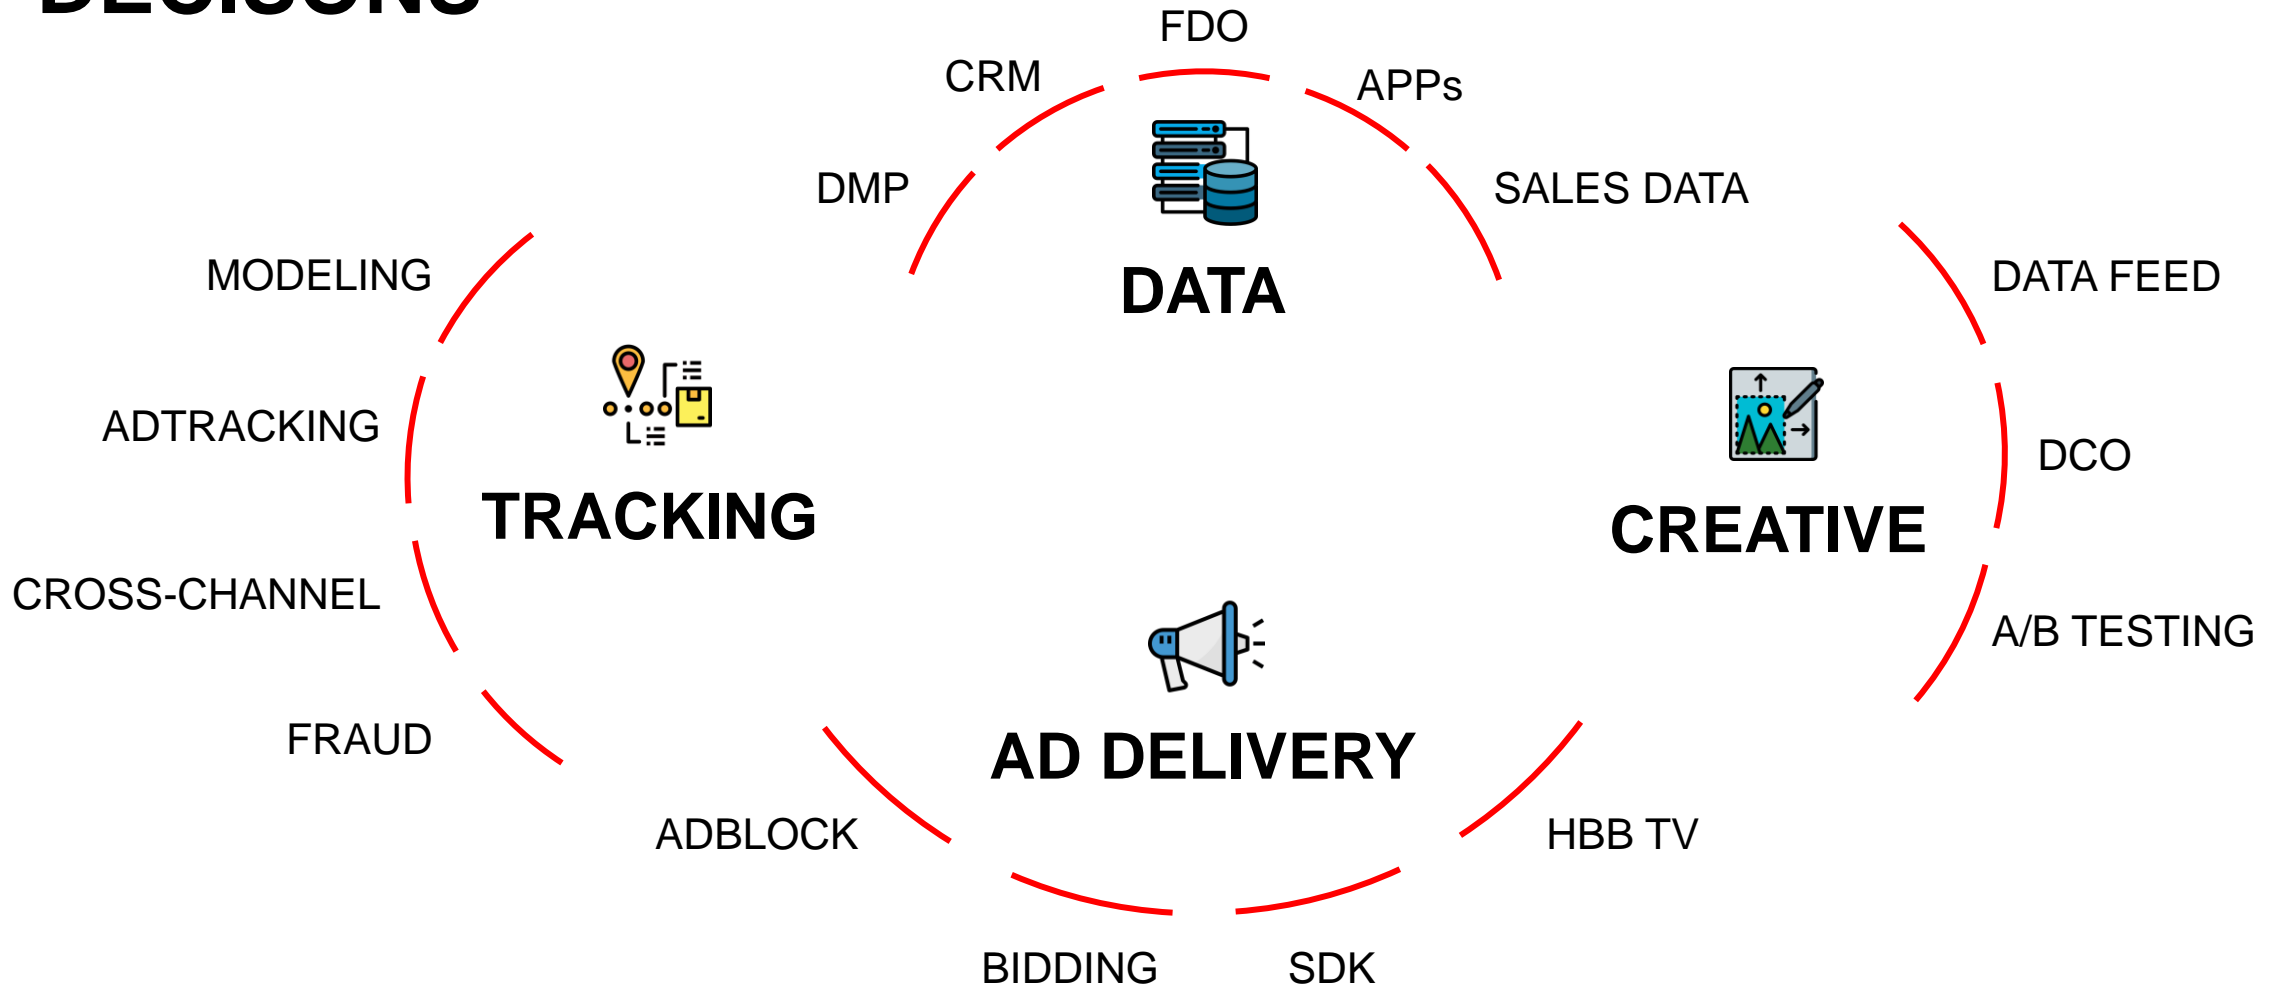 DECISONS
FDO
CRM
APPs
DMP
SALES DATA
DATA
MODELING
DATA FEED
ADTRACKING
DCO
TRACKING
CREATIVE
CROSS-CHANNEL
A/B TESTING
FRAUD
AD DELIVERY
ADBLOCK
HBB TV
BIDDING
SDK